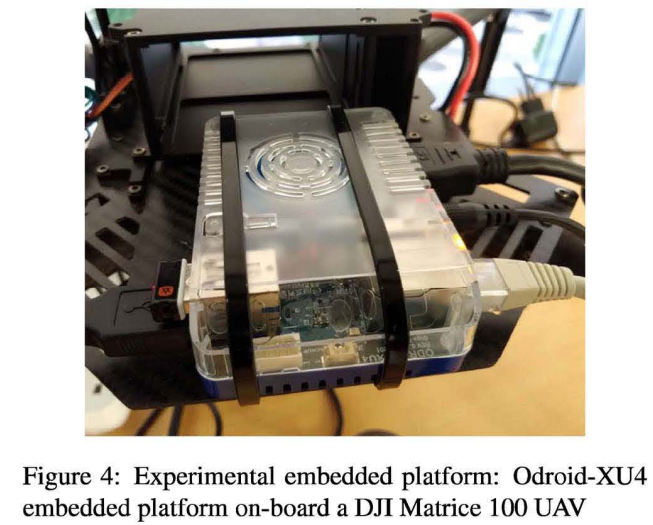 Figure 4: Experimental embedded platform: Odroid-XU4
embedded platform on-board a DJI Matrice 100 UAV